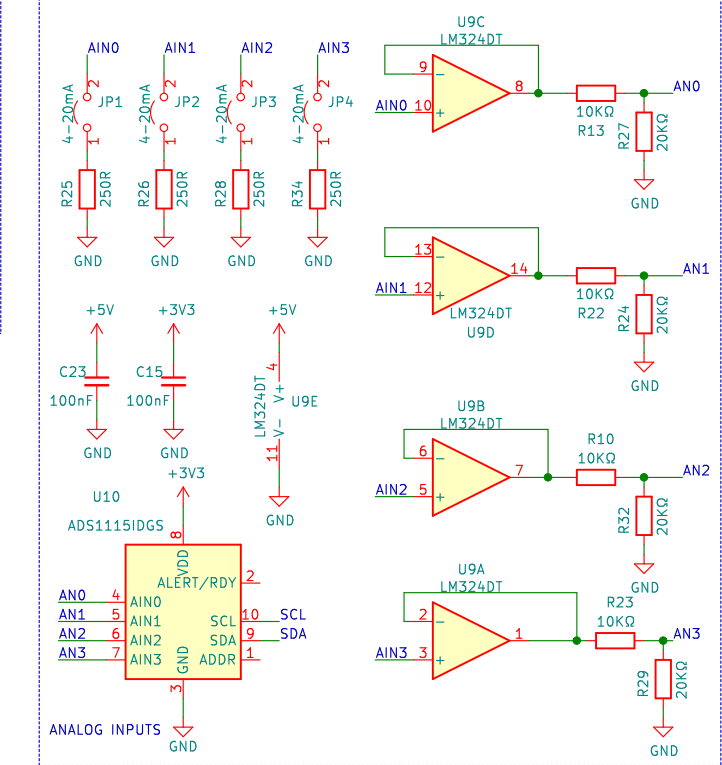 AIN0
AIN1
AIN2
AIN3
2
2
2
2
4-20mA
JP1
4-20mA
JP2
4-20mA
JP3
4-20mA
JP4
1
1
1
1
R25
250R
R26
250R
R28
250R
R34
250R
GND
GND
GND
GND
U9C
LM324DT
9
−
8
AIN0
10
+
10KΩ
R13
AN0
R27
20KΩ
GND
13
−
14
AIN1
12
+
LM324DT
U9D
10KΩ
R22
AN1
R24
20KΩ
GND
+5V
+3V3
+5V
C23
100nF
C15
100nF
GND
GND
LM324DT
4
V+
V-
11
U9E
GND
U9B
LM324DT
6
−
7
AIN2
5
+
R10
10KΩ
AN2
R32
20KΩ
GND
+3V3
U10
ADS1115IDGS
8
VDD
ALERT/RDY
2
AN0
4
AIN0
AN1
5
AIN1
SCL
10
SCL
AN2
6
AIN2
SDA
9
SDA
AN3
7
AIN3
GND
ADDR
1
3
GND
ANALOG INPUTS
U9A
LM324DT
2
−
1
AIN3
3
+
R23
10KΩ
AN3
R29
20KΩ
GND